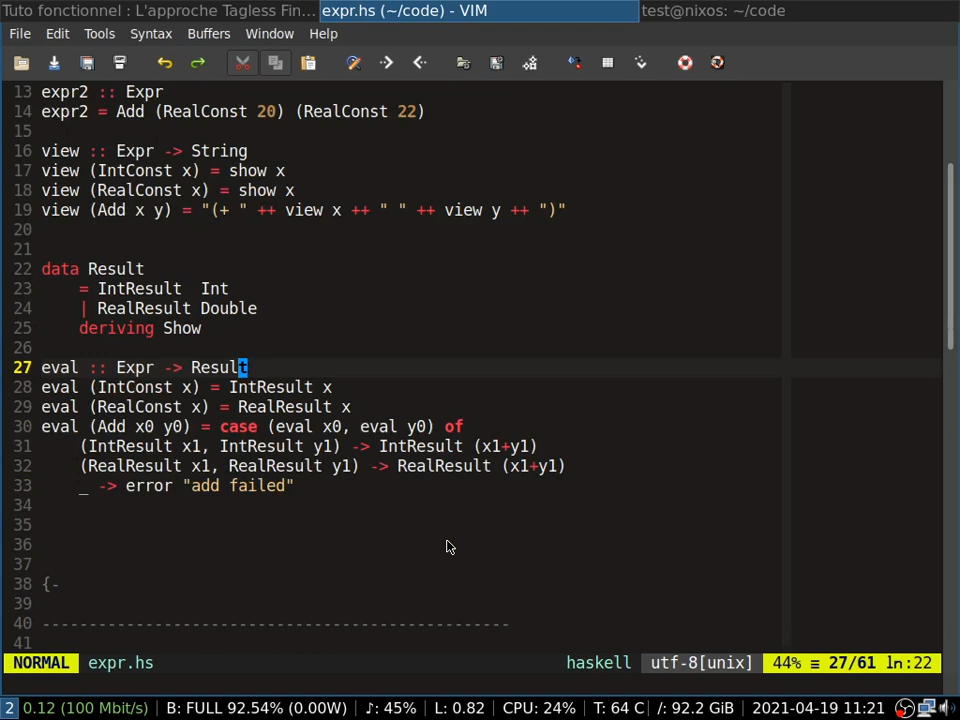 Tuto fonctionnel : L'approche Tagless Fin... expr.hs (~/code) - VIM test@nixos: ~/code
File Edit Tools Syntax Buffers Window Help
13 expr2 :: Expr
14 expr2 = Add (RealConst 20) (RealConst 22)
15
16 view :: Expr -> String
17 view (IntConst x) = show x
18 view (RealConst x) = show x
19 view (Add x y) = "(+ " ++ view x ++ " " ++ view y ++ ")"
20
21
22 data Result
23     = IntResult  Int
24     | RealResult Double
25     deriving Show
26
27 eval :: Expr -> Result
28 eval (IntConst x) = IntResult x
29 eval (RealConst x) = RealResult x
30 eval (Add x0 y0) = case (eval x0, eval y0) of
31     (IntResult x1, IntResult y1) -> IntResult (x1+y1)
32     (RealResult x1, RealResult y1) -> RealResult (x1+y1)
33     _ -> error "add failed"
34
35
36
37
38 {-
39
40 --------------------------------------------------
41
NORMAL expr.hs haskell utf-8[unix] 44% ≡ 27/61 ln:22
2 0.12 (100 Mbit/s) B: FULL 92.54% (0.00W) ♪: 45% L: 0.82 CPU: 24% T: 64 C /: 92.2 GiB 2021-04-19 11:21